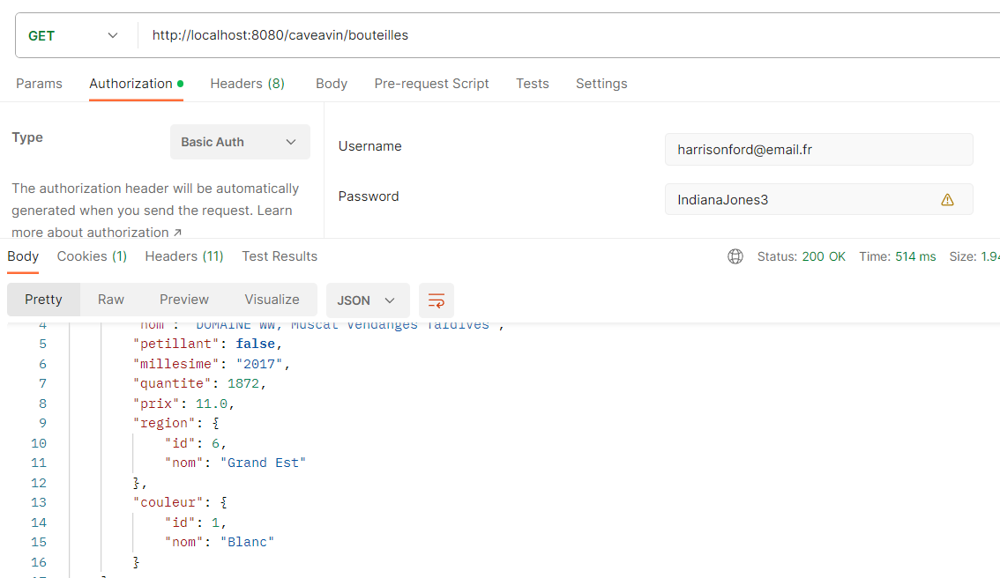 GET http://localhost:8080/caveavin/bouteilles
Params Authorization Headers (8) Body Pre-request Script Tests Settings
Type Basic Auth
The authorization header will be automatically
generated when you send the request. Learn
more about authorization ↗
Username harrisonford@email.fr
Password IndianaJones3
Body Cookies (1) Headers (11) Test Results Status: 200 OK Time: 514 ms Size: 1.94
Pretty Raw Preview Visualize JSON
4 "nom": "DOMAINE WW, Muscat Vendanges Tardives",
5 "petillant": false,
6 "millesime": "2017",
7 "quantite": 1872,
8 "prix": 11.0,
9 "region": {
10 "id": 6,
11 "nom": "Grand Est"
12 },
13 "couleur": {
14 "id": 1,
15 "nom": "Blanc"
16 }